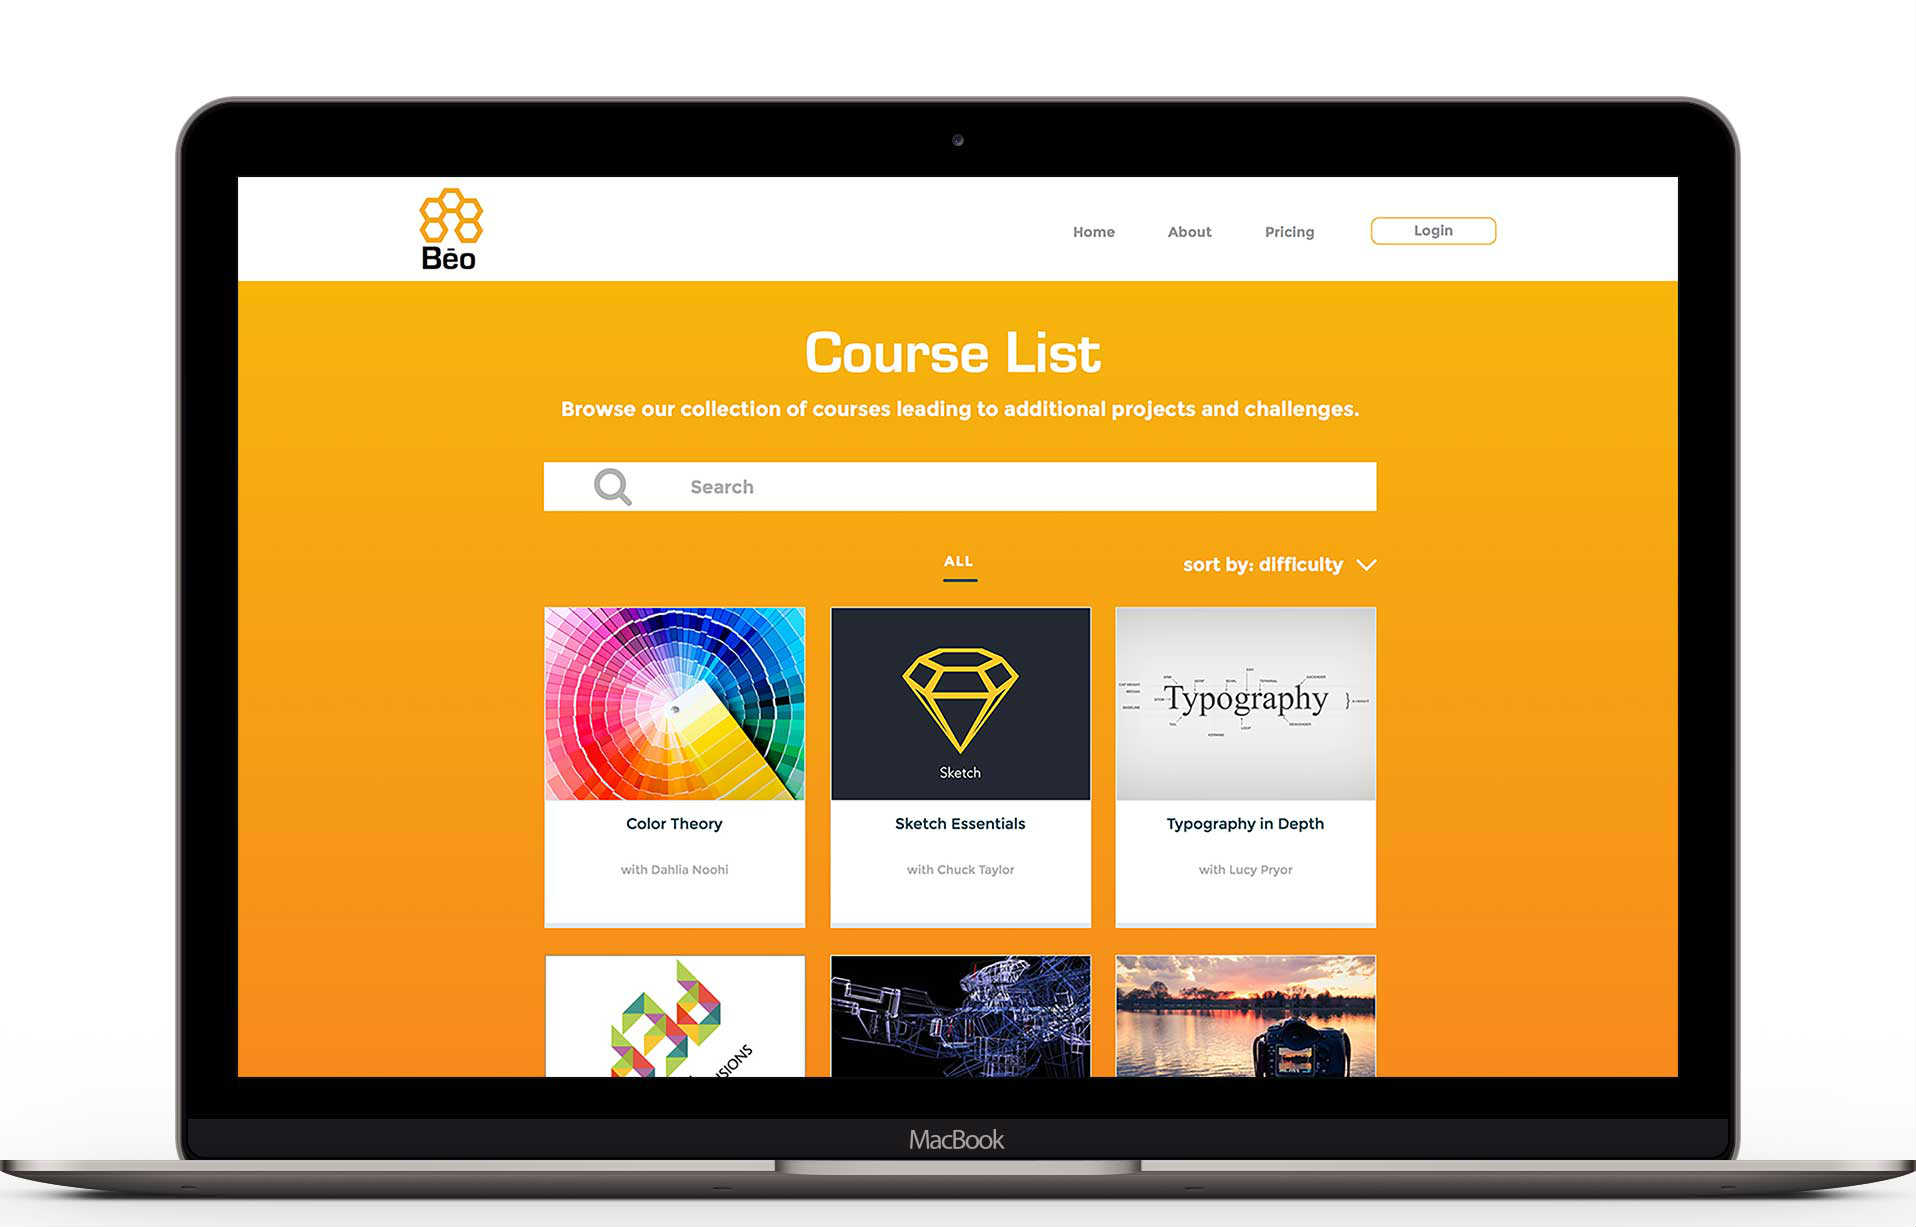 Bēo
Home About Pricing Login
Course List
Browse our collection of courses leading to additional projects and challenges.
Search
ALL
sort by: difficulty
Sketch
Typography
Color Theory
with Dahlia Noohi
Sketch Essentials
with Chuck Taylor
Typography in Depth
with Lucy Pryor
MacBook